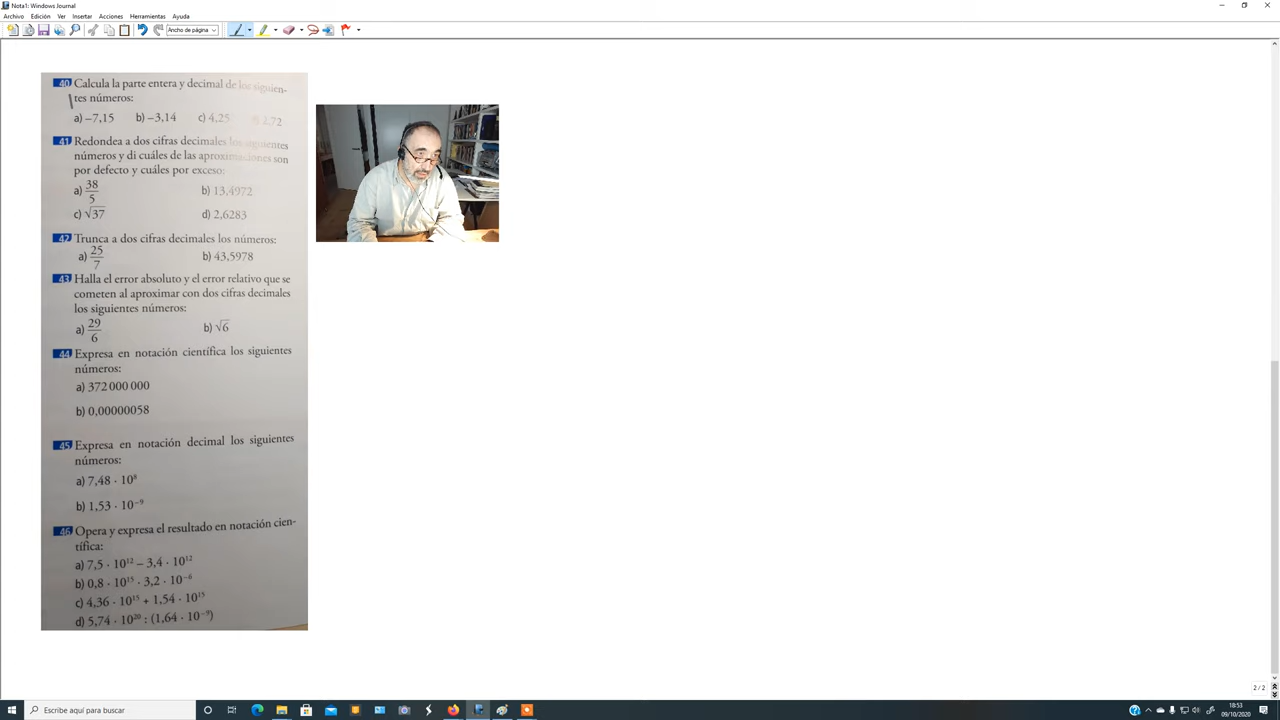 Nota1: Windows Journal
Archivo Edición Ver Insertar Acciones Herramientas Ayuda
Ancho de página
40 Calcula la parte entera y decimal de los siguien-
tes números:
a) –7,15 b) –3,14 c) 4,25 d) 2,72
41 Redondea a dos cifras decimales los siguientes
números y di cuáles de las aproximaciones son
por defecto y cuáles por exceso:
a) 38/5 b) 13,4972
c) √37 d) 2,6283
42 Trunca a dos cifras decimales los números:
a) 25/7 b) 43,5978
43 Halla el error absoluto y el error relativo que se
cometen al aproximar con dos cifras decimales
los siguientes números:
a) 29/6 b) √6
44 Expresa en notación científica los siguientes
números:
a) 372 000 000
b) 0,00000058
45 Expresa en notación decimal los siguientes
números:
a) 7,48 · 10⁸
b) 1,53 · 10⁻⁹
46 Opera y expresa el resultado en notación cien-
tífica:
a) 7,5 · 10¹² – 3,4 · 10¹²
b) 0,8 · 10¹⁵ · 3,2 · 10⁻⁶
c) 4,36 · 10¹⁵ + 1,54 · 10¹⁵
d) 5,74 · 10²⁰ : (1,64 · 10⁻⁹)
2/2
Escribe aquí para buscar
18:53
09/10/2020